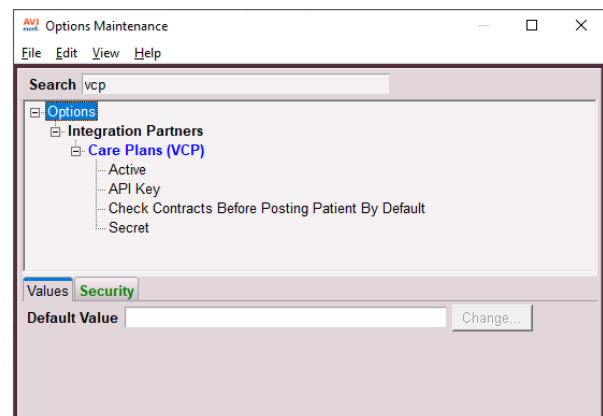 AVI mark. Options Maintenance
File Edit View Help
Search vcp
Options
Integration Partners
Care Plans (VCP)
Active
API Key
Check Contracts Before Posting Patient By Default
Secret
Values Security
Default Value Change...